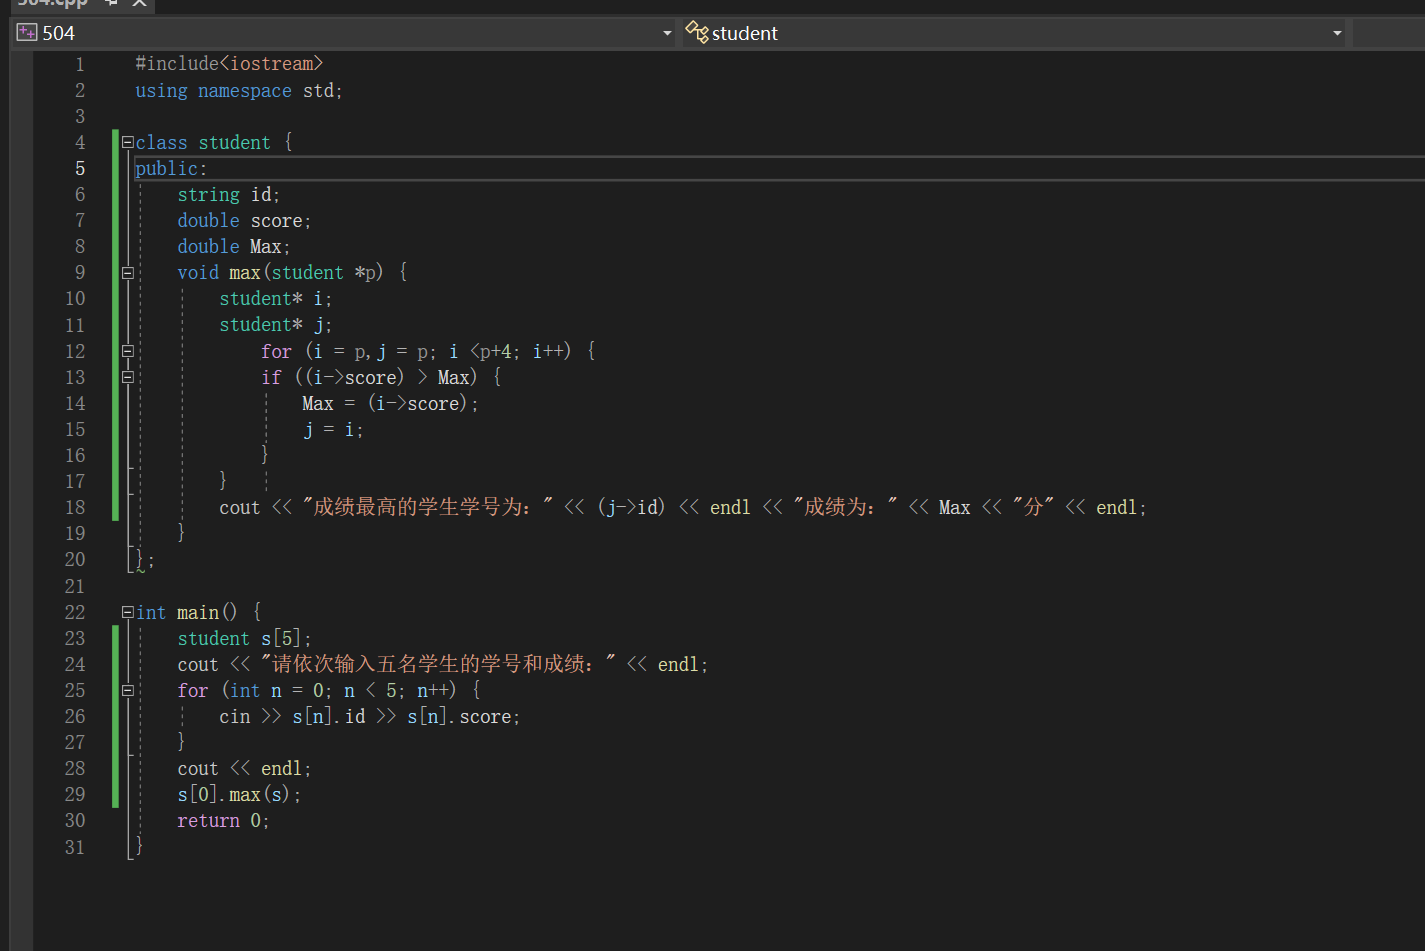 504.cpp
504 student
1 #include<iostream>
2 using namespace std;
3
4 class student {
5 public:
6 string id;
7 double score;
8 double Max;
9 void max(student *p) {
10 student* i;
11 student* j;
12 for (i = p,j = p; i <p+4; i++) {
13 if ((i->score) > Max) {
14 Max = (i->score);
15 j = i;
16 }
17 }
18 cout << "成绩最高的学生学号为：" << (j->id) << endl << "成绩为：" << Max << "分" << endl;
19 }
20 };
21
22 int main() {
23 student s[5];
24 cout << "请依次输入五名学生的学号和成绩：" << endl;
25 for (int n = 0; n < 5; n++) {
26 cin >> s[n].id >> s[n].score;
27 }
28 cout << endl;
29 s[0].max(s);
30 return 0;
31 }